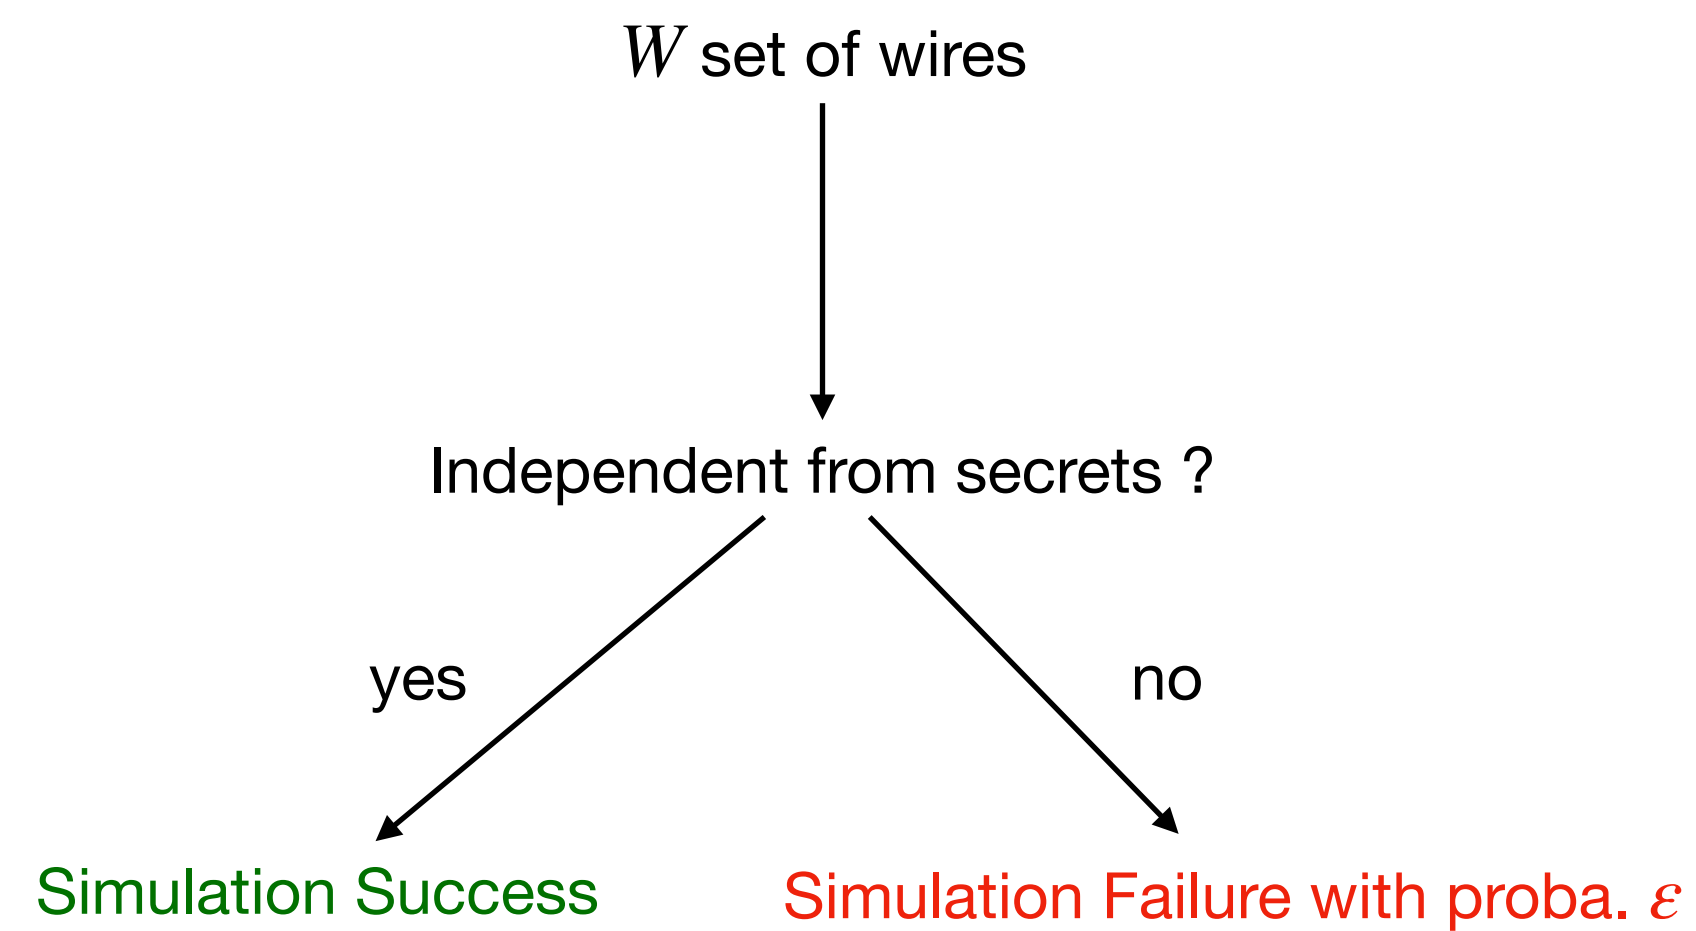 W set of wires
Independent from secrets ?
yes
no
Simulation Success
Simulation Failure with proba. ε